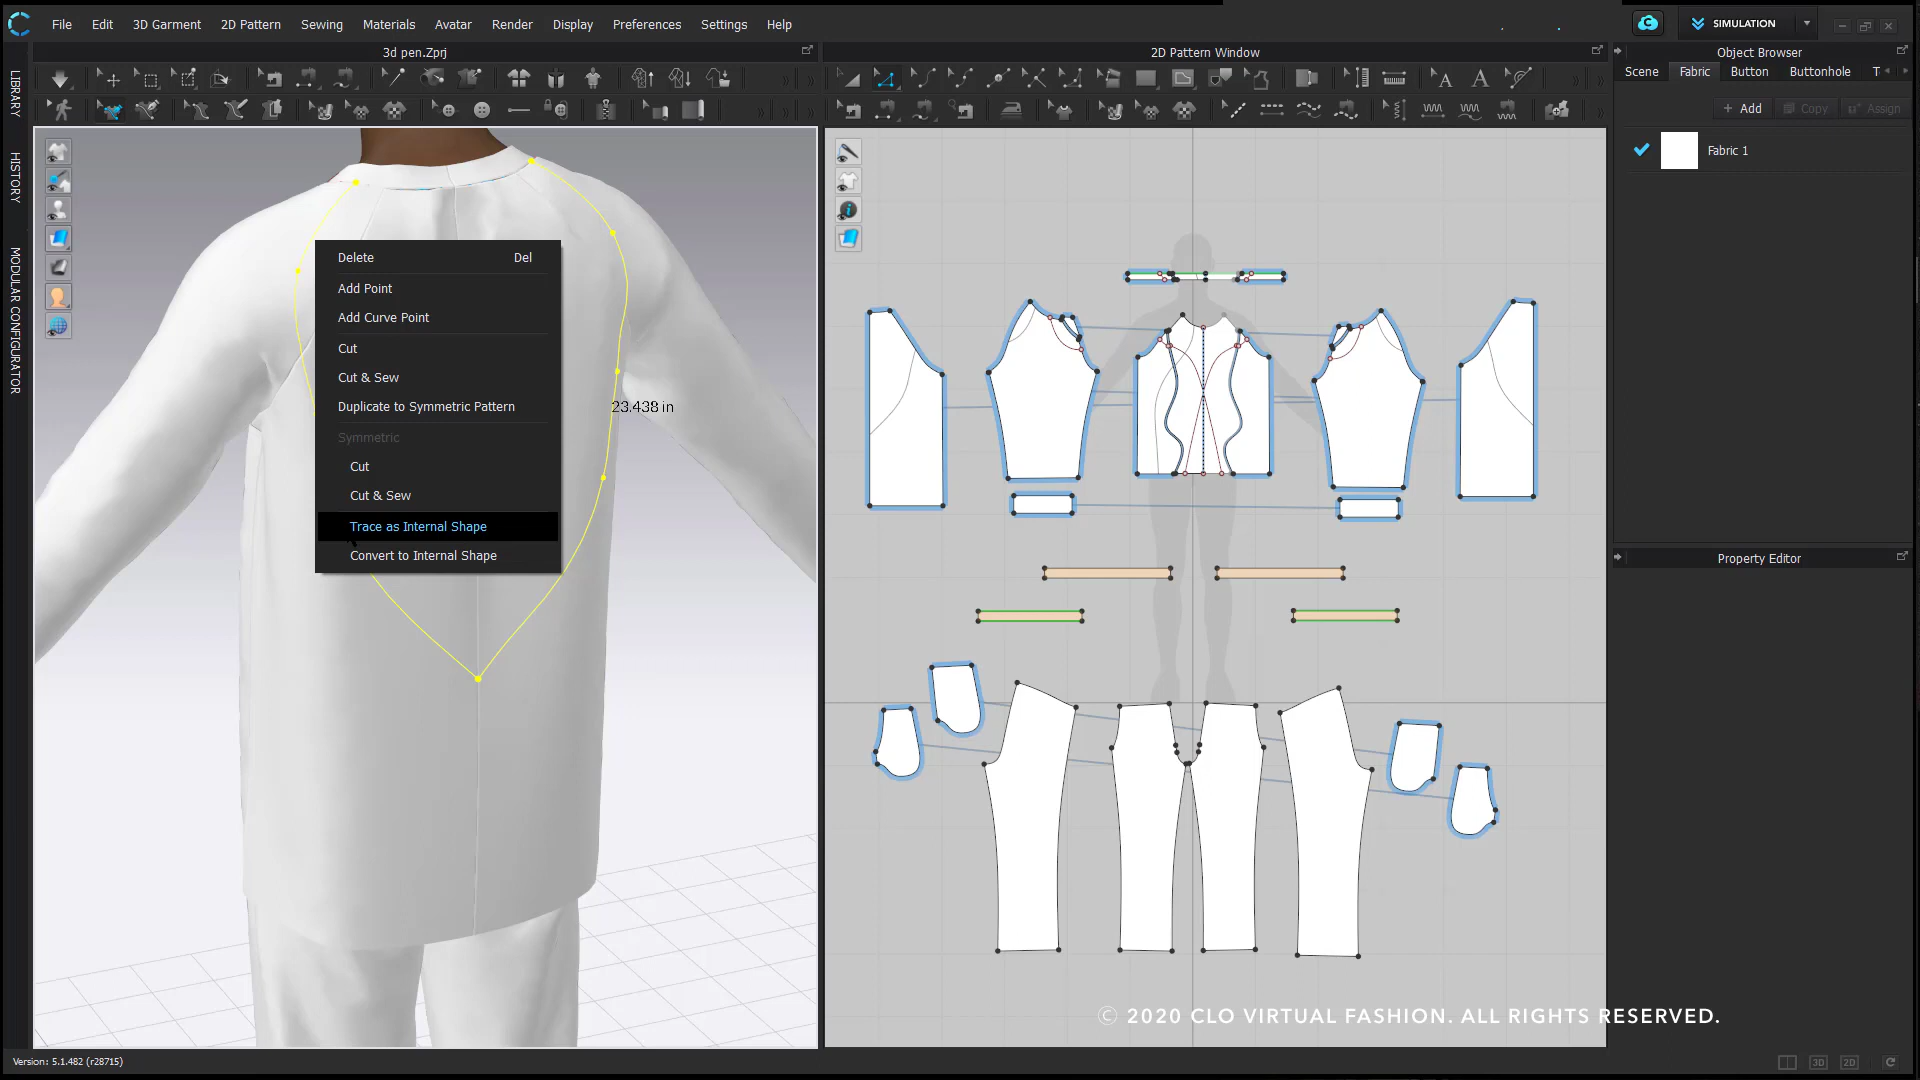 File Edit 3D Garment 2D Pattern Sewing Materials Avatar Render Display Preferences Settings Help
SIMULATION
3d pen.Zprj
2D Pattern Window
Object Browser
Scene Fabric Button Buttonhole T
+ Add Copy Assign
Fabric 1
LIBRARY
HISTORY
MODULAR CONFIGURATOR
Delete Del
Add Point
Add Curve Point
Cut
Cut & Sew
Duplicate to Symmetric Pattern
Symmetric
Cut
Cut & Sew
Trace as Internal Shape
Convert to Internal Shape
23.438 in
Property Editor
© 2020 CLO VIRTUAL FASHION. ALL RIGHTS RESERVED.
Version: 5.1.482 (r28715)
3D 2D